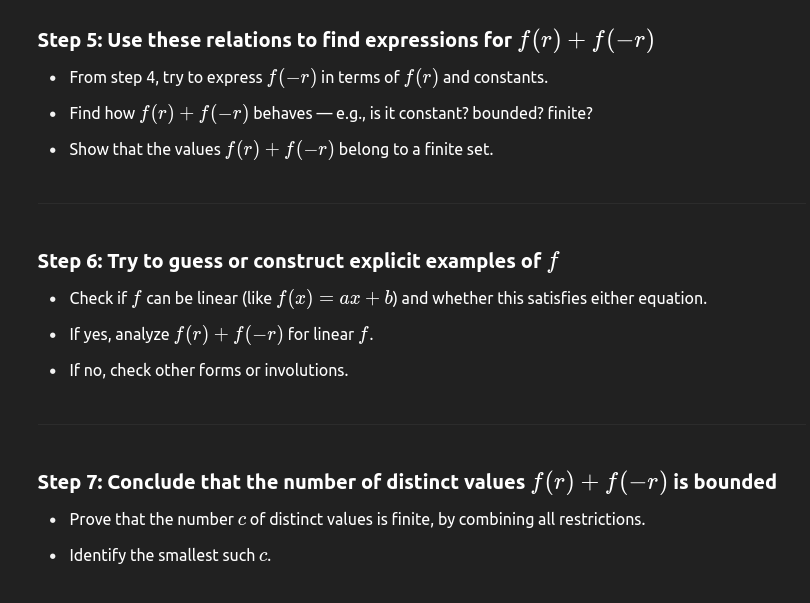 Step 5: Use these relations to find expressions for f(r) + f(−r)
• From step 4, try to express f(−r) in terms of f(r) and constants.
• Find how f(r) + f(−r) behaves — e.g., is it constant? bounded? finite?
• Show that the values f(r) + f(−r) belong to a finite set.
Step 6: Try to guess or construct explicit examples of f
• Check if f can be linear (like f(x) = ax + b) and whether this satisfies either equation.
• If yes, analyze f(r) + f(−r) for linear f.
• If no, check other forms or involutions.
Step 7: Conclude that the number of distinct values f(r) + f(−r) is bounded
• Prove that the number c of distinct values is finite, by combining all restrictions.
• Identify the smallest such c.